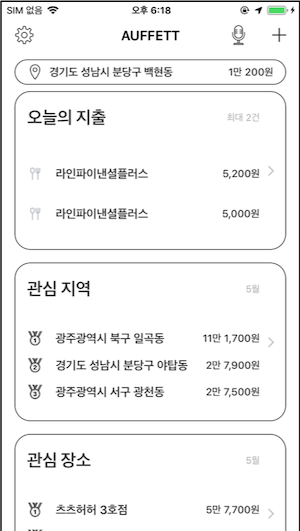 SIM 없음 오후 6:18
AUFFETT
경기도 성남시 분당구 백현동 1만 200원
오늘의 지출 최대 2건
라인파이낸셜플러스 5,200원
라인파이낸셜플러스 5,000원
관심 지역 5월
1 광주광역시 북구 일곡동 11만 1,700원
2 경기도 성남시 분당구 야탑동 2만 7,900원
3 광주광역시 서구 광천동 2만 7,500원
관심 장소 5월
1 츠츠허허 3호점 5만 7,700원